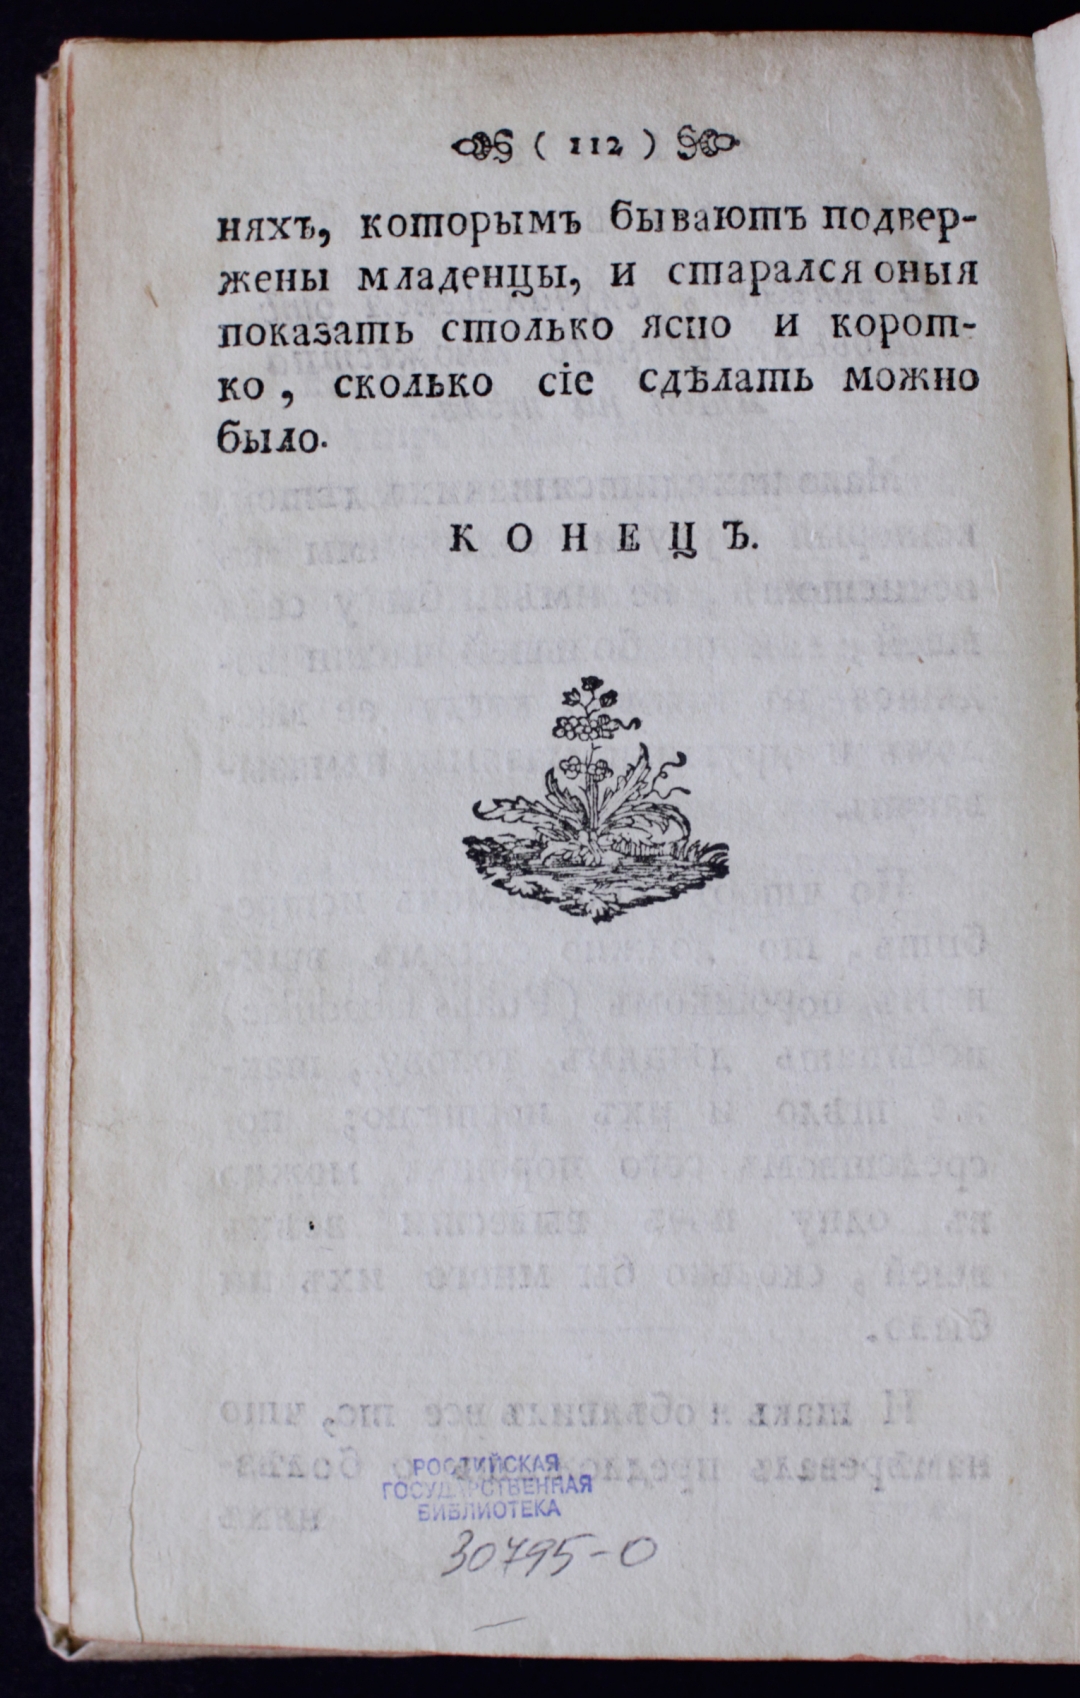 ( 112 )
няхъ, которымъ бываютъ подвер-
жены младенцы, и старался оныя
показать столько ясно и корот-
ко, сколько сіе сдѣлать можно
было.
КОНЕЦЪ.
РОССИЙСКАЯ
ГОСУДАРСТВЕННАЯ
БИБЛИОТЕКА
30795-0